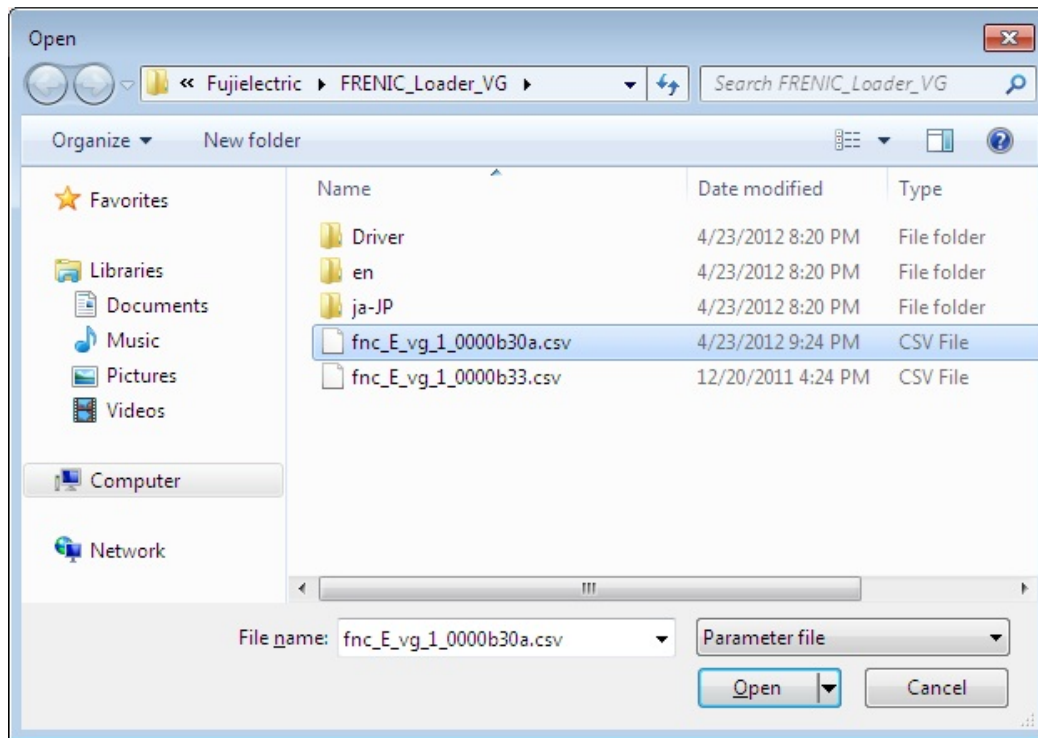 Open
« Fujielectric ▸ FRENIC_Loader_VG ▸ Search FRENIC_Loader_VG
Organize New folder
Favorites
Libraries
Documents
Music
Pictures
Videos
Computer
Network
Name Date modified Type
Driver 4/23/2012 8:20 PM File folder
en 4/23/2012 8:20 PM File folder
ja-JP 4/23/2012 8:20 PM File folder
fnc_E_vg_1_0000b30a.csv 4/23/2012 9:24 PM CSV File
fnc_E_vg_1_0000b33.csv 12/20/2011 4:24 PM CSV File
File name: fnc_E_vg_1_0000b30a.csv Parameter file
Open Cancel